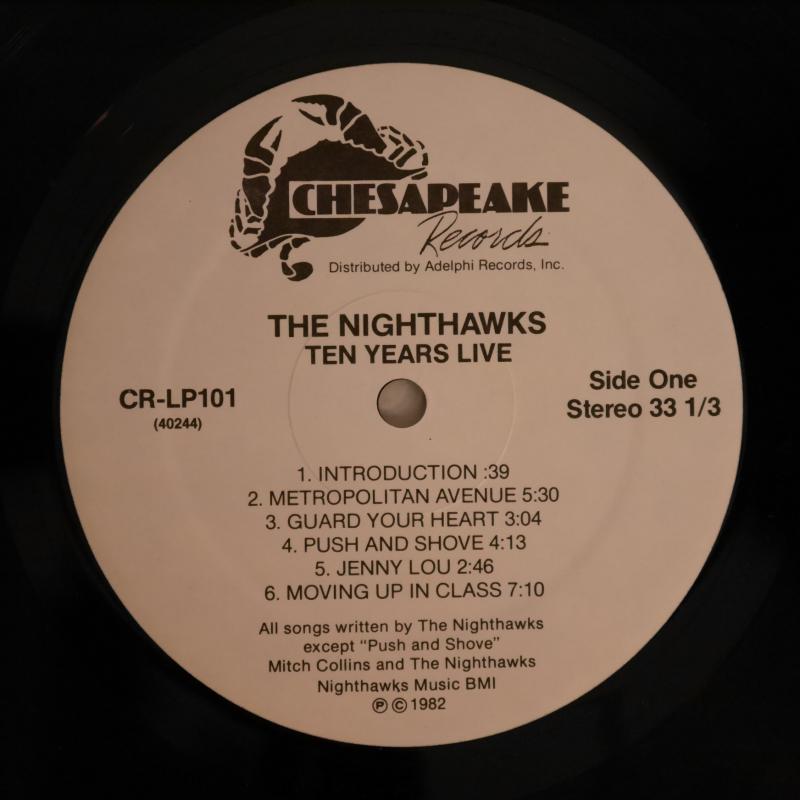 CHESAPEAKE
Records
Distributed by Adelphi Records, Inc.
THE NIGHTHAWKS
TEN YEARS LIVE
CR-LP101
(40244)
Side One
Stereo 33 1/3
1. INTRODUCTION :39
2. METROPOLITAN AVENUE 5:30
3. GUARD YOUR HEART 3:04
4. PUSH AND SHOVE 4:13
5. JENNY LOU 2:46
6. MOVING UP IN CLASS 7:10
All songs written by The Nighthawks
except "Push and Shove"
Mitch Collins and The Nighthawks
Nighthawks Music BMI
℗ © 1982